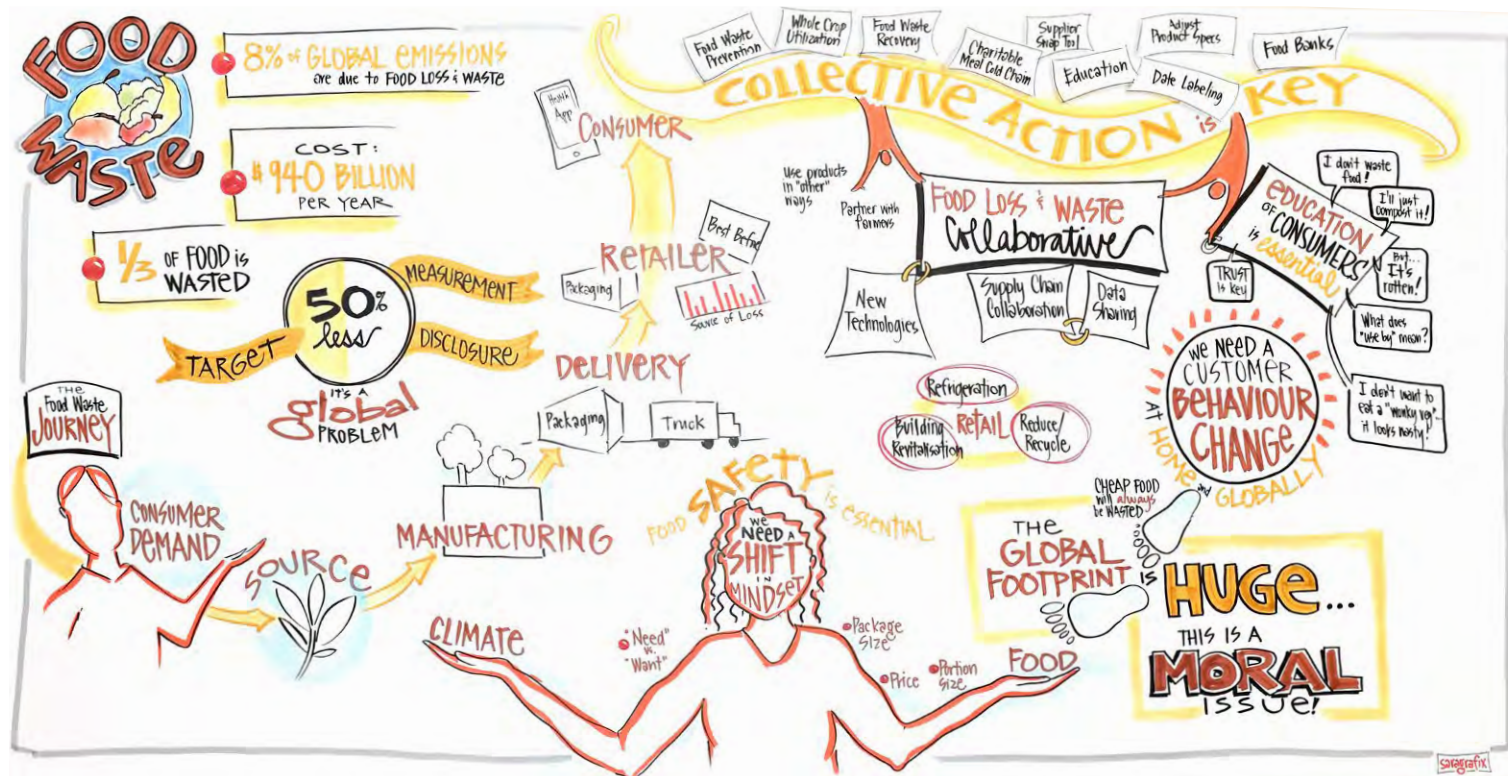 FOOD
WASTE
8% of GLOBAL EMISSIONS
are due to FOOD LOSS & WASTE
COST:
$940 BILLION
PER YEAR
1/3 OF FOOD IS
WASTED
50%
less
TARGET
MEASUREMENT
DISCLOSURE
IT'S A
global
PROBLEM
THE
Food Waste
JOURNEY
CONSUMER
DEMAND
SOURCE
MANUFACTURING
Packaging
Truck
DELIVERY
Packaging
RETAILER
Best Before
Source of Loss
Health
App
CONSUMER
Food Waste
Prevention
Whole Crop
Utilization
Food Waste
Recovery
Charitable
Meal Cold Chain
Supplier
Swap Tool
Education
Adjust
Product Specs
Date Labeling
Food Banks
COLLECTIVE ACTION is KEY
Use products
in "other"
ways
Partner with
farmers
FOOD LOSS & WASTE
Collaborative
New
Technologies
Supply Chain
Collaboration
Data
Sharing
EDUCATION
OF CONSUMERS
is essential
TRUST
IS KEY
I don't waste
food!
I'll just
compost it!
But...
It's
rotten!
What does
"use by" mean?
I don't want to
eat a "wonky veg"...
it looks nasty!
Refrigeration
Building
Revitalisation
RETAIL
Reduce/
Recycle
WE NEED A
CUSTOMER
BEHAVIOUR
CHANGE
AT HOME and GLOBALLY
FOOD SAFETY is essential
WE
NEED A
SHIFT
IN
MINDSET
CLIMATE
"Need"
vs.
"Want"
Package
Size
Price
Portion
Size
FOOD
CHEAP FOOD
will always
be WASTED
THE
GLOBAL
FOOTPRINT IS
HUGE...
THIS IS A
MORAL
ISSUE!
saragrafix